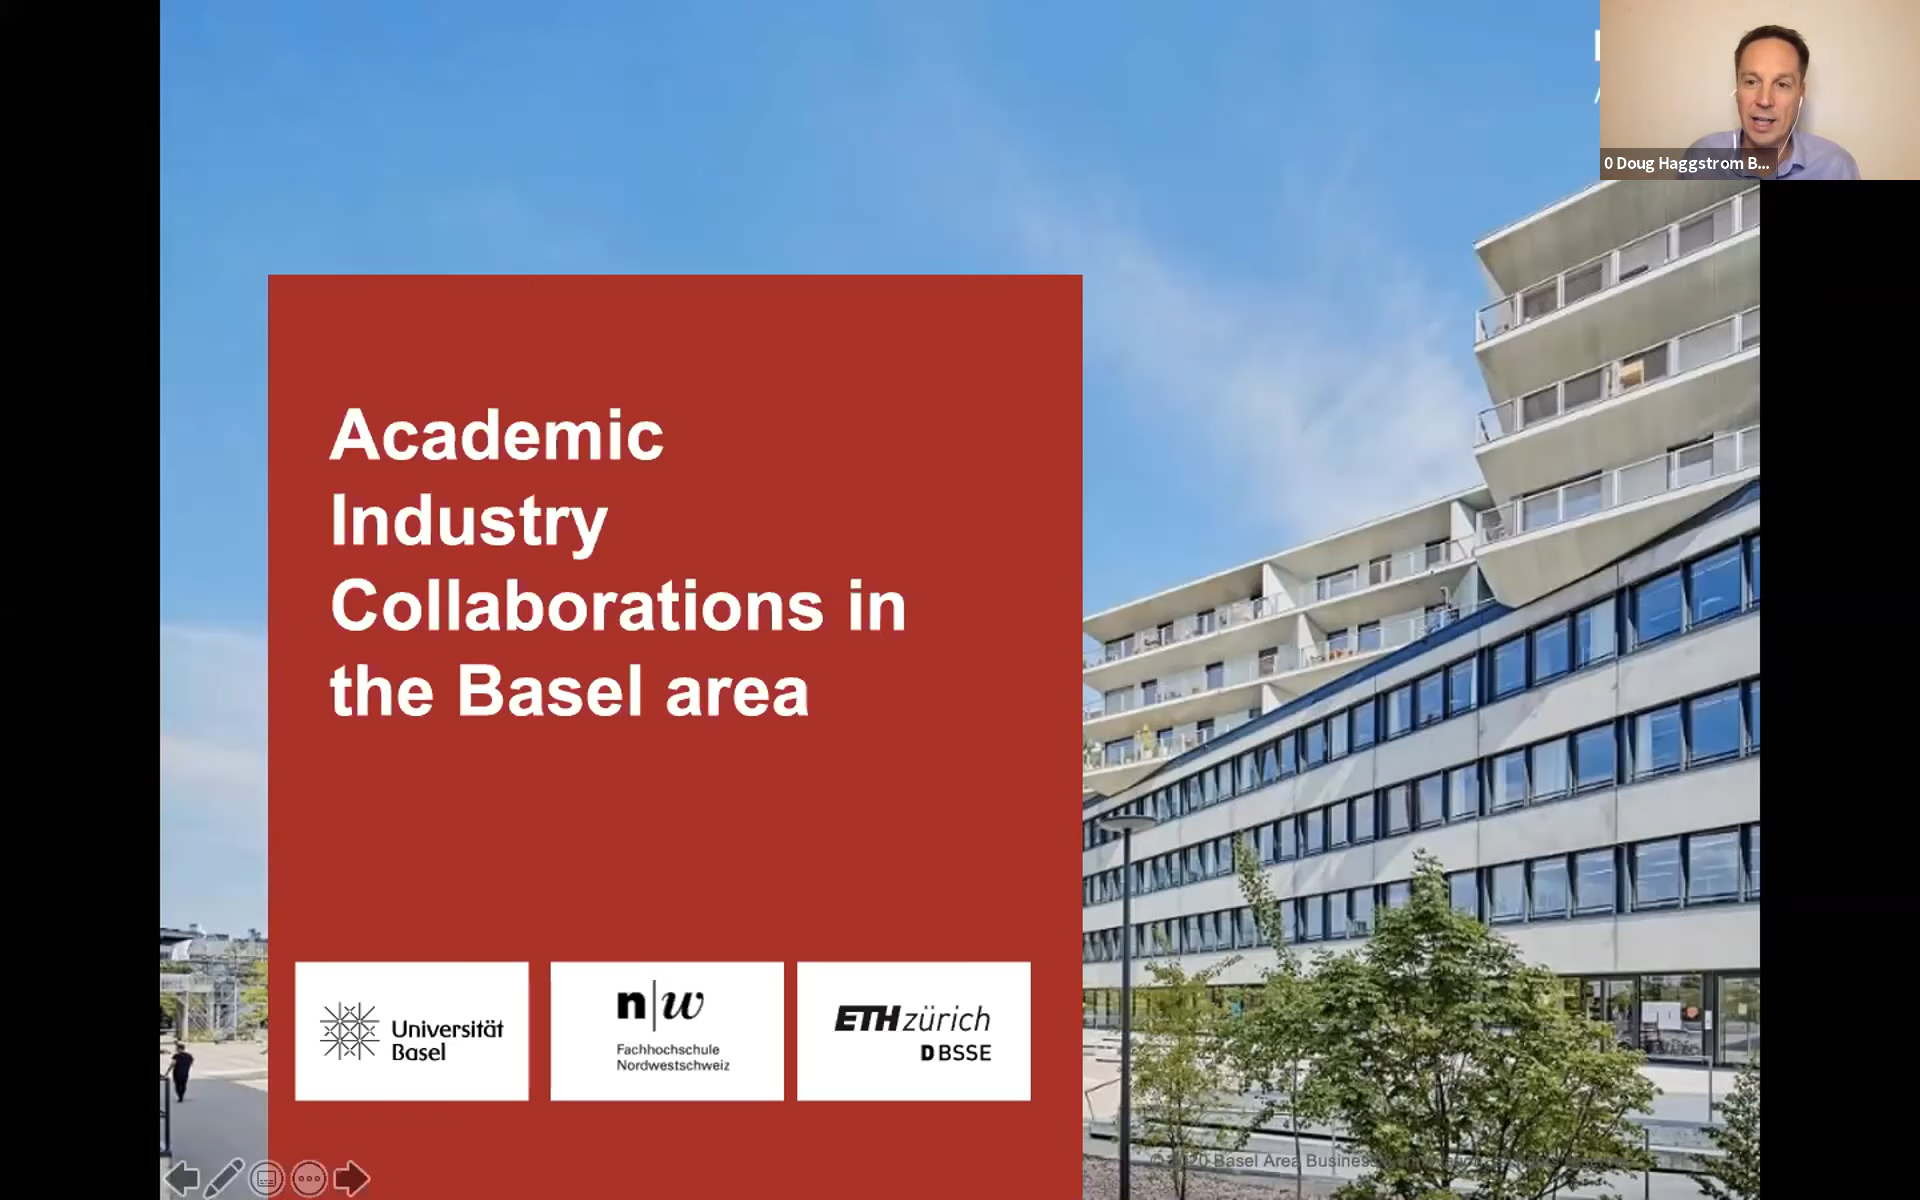 0 Doug Haggstrom B...
Academic
Industry
Collaborations in
the Basel area
Universität
Basel
n|w
Fachhochschule
Nordwestschweiz
ETH zürich
D BSSE
Basel Area Business